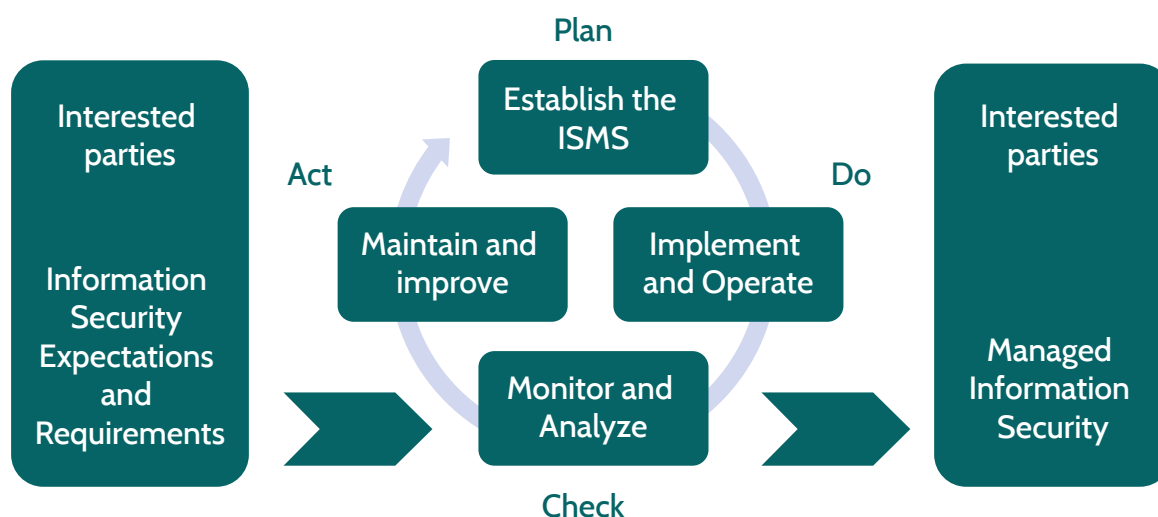 Plan
Interested
parties
Information
Security
Expectations
and
Requirements
Establish the
ISMS
Act
Do
Maintain and
improve
Implement
and Operate
Monitor and
Analyze
Check
Interested
parties
Managed
Information
Security